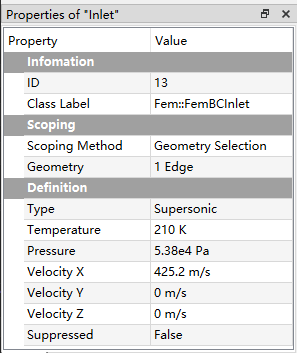 Properties of "Inlet"
Property Value
Infomation
ID 13
Class Label Fem::FemBCInlet
Scoping
Scoping Method Geometry Selection
Geometry 1 Edge
Definition
Type Supersonic
Temperature 210 K
Pressure 5.38e4 Pa
Velocity X 425.2 m/s
Velocity Y 0 m/s
Velocity Z 0 m/s
Suppressed False